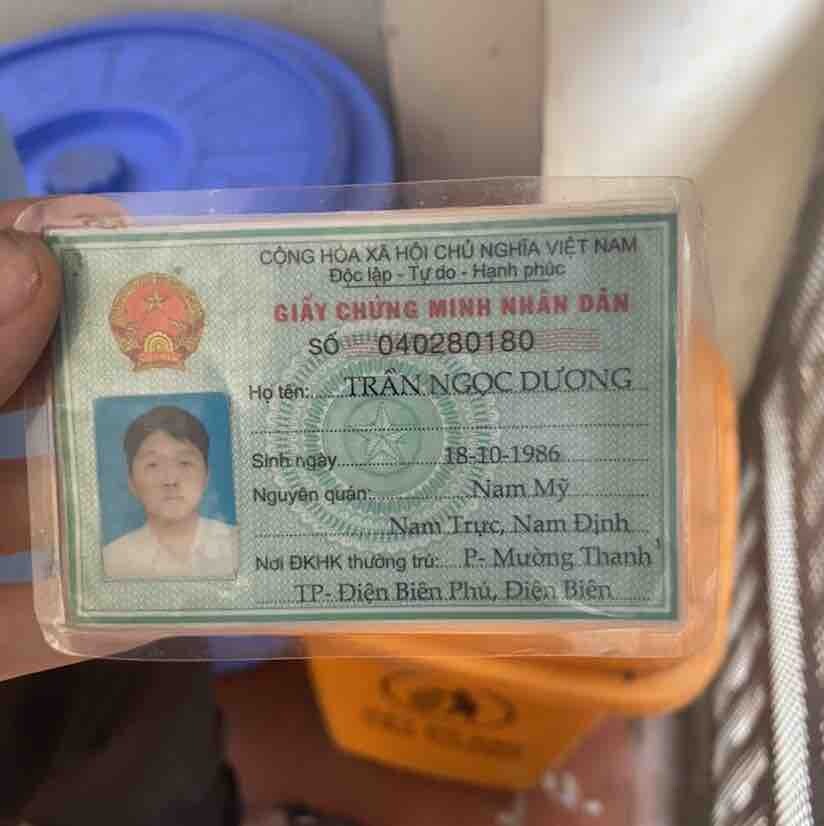 CỘNG HÒA XÃ HỘI CHỦ NGHĨA VIỆT NAM
Độc lập - Tự do - Hạnh phúc
GIẤY CHỨNG MINH NHÂN DÂN
SỐ 040280180
Họ tên: TRẦN NGỌC DƯƠNG
Sinh ngày 18-10-1986
Nguyên quán: Nam Mỹ
Nam Trực, Nam Định
Nơi ĐKHK thường trú: P- Mường Thanh
TP- Điện Biên Phủ, Điện Biên